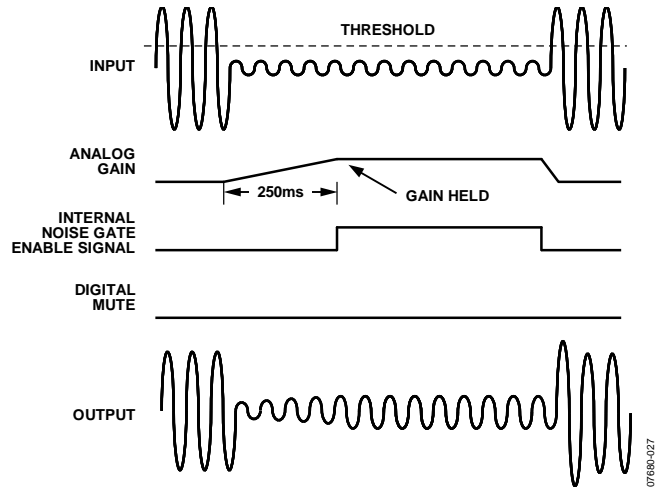 THRESHOLD
INPUT
ANALOG
GAIN
250ms
GAIN HELD
INTERNAL
NOISE GATE
ENABLE SIGNAL
DIGITAL
MUTE
OUTPUT
07680-027